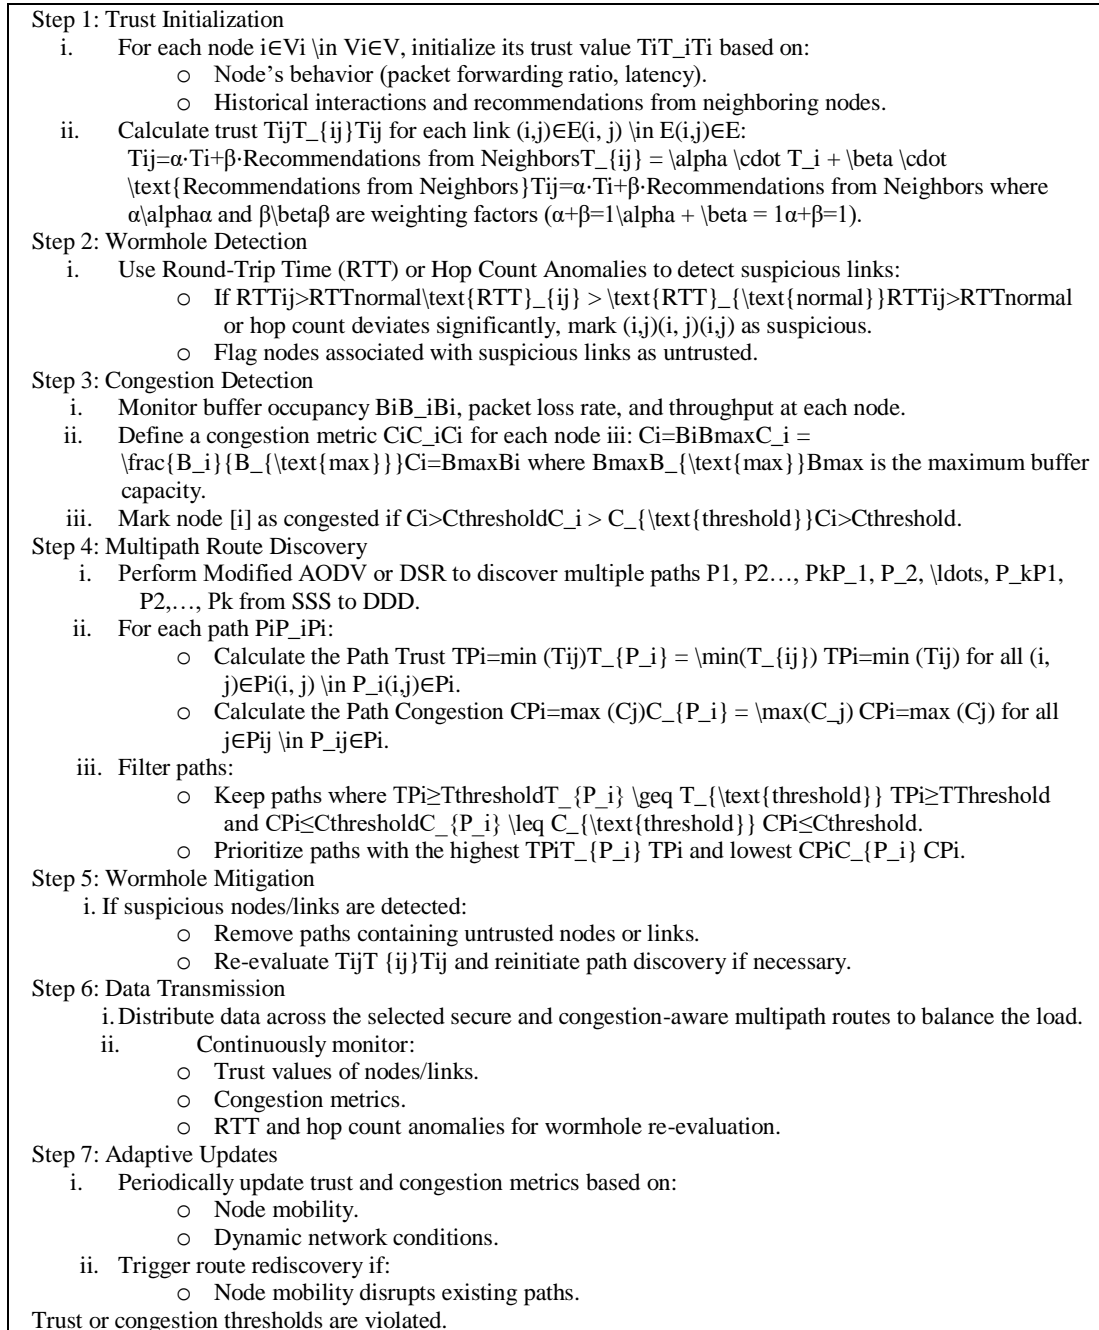 Step 1: Trust Initialization
i. For each node i∈Vi \in Vi∈V, initialize its trust value TiT_iTi based on:
o Node’s behavior (packet forwarding ratio, latency).
o Historical interactions and recommendations from neighboring nodes.
ii. Calculate trust TijT_{ij}Tij for each link (i,j)∈E(i, j) \in E(i,j)∈E:
Tij=α⋅Ti+β⋅Recommendations from NeighborsT_{ij} = \alpha \cdot T_i + \beta \cdot
\text{Recommendations from Neighbors}Tij=α⋅Ti+β⋅Recommendations from Neighbors where
α\alphaα and β\betaβ are weighting factors (α+β=1\alpha + \beta = 1α+β=1).
Step 2: Wormhole Detection
i. Use Round-Trip Time (RTT) or Hop Count Anomalies to detect suspicious links:
o If RTTij>RTTnormal\text{RTT}_{ij} > \text{RTT}_{\text{normal}}RTTij>RTTnormal
or hop count deviates significantly, mark (i,j)(i, j)(i,j) as suspicious.
o Flag nodes associated with suspicious links as untrusted.
Step 3: Congestion Detection
i. Monitor buffer occupancy BiB_iBi, packet loss rate, and throughput at each node.
ii. Define a congestion metric CiC_iCi for each node iii: Ci=BiBmaxC_i =
\frac{B_i}{B_{\text{max}}}Ci=BmaxBi where BmaxB_{\text{max}}Bmax is the maximum buffer
capacity.
iii. Mark node [i] as congested if Ci>CthresholdC_i > C_{\text{threshold}}Ci>Cthreshold.
Step 4: Multipath Route Discovery
i. Perform Modified AODV or DSR to discover multiple paths P1, P2…, PkP_1, P_2, \ldots, P_kP1,
P2,…, Pk from SSS to DDD.
ii. For each path PiP_iPi:
o Calculate the Path Trust TPi=min (Tij)T_{P_i} = \min(T_{ij}) TPi=min (Tij) for all (i,
j)∈Pi(i, j) \in P_i(i,j)∈Pi.
o Calculate the Path Congestion CPi=max (Cj)C_{P_i} = \max(C_j) CPi=max (Cj) for all
j∈Pij \in P_ij∈Pi.
iii. Filter paths:
o Keep paths where TPi≥TthresholdT_{P_i} \geq T_{\text{threshold}} TPi≥TThreshold
and CPi≤CthresholdC_{P_i} \leq C_{\text{threshold}} CPi≤Cthreshold.
o Prioritize paths with the highest TPiT_{P_i} TPi and lowest CPiC_{P_i} CPi.
Step 5: Wormhole Mitigation
i. If suspicious nodes/links are detected:
o Remove paths containing untrusted nodes or links.
o Re-evaluate TijT {ij}Tij and reinitiate path discovery if necessary.
Step 6: Data Transmission
i. Distribute data across the selected secure and congestion-aware multipath routes to balance the load.
ii. Continuously monitor:
o Trust values of nodes/links.
o Congestion metrics.
o RTT and hop count anomalies for wormhole re-evaluation.
Step 7: Adaptive Updates
i. Periodically update trust and congestion metrics based on:
o Node mobility.
o Dynamic network conditions.
ii. Trigger route rediscovery if:
o Node mobility disrupts existing paths.
Trust or congestion thresholds are violated.